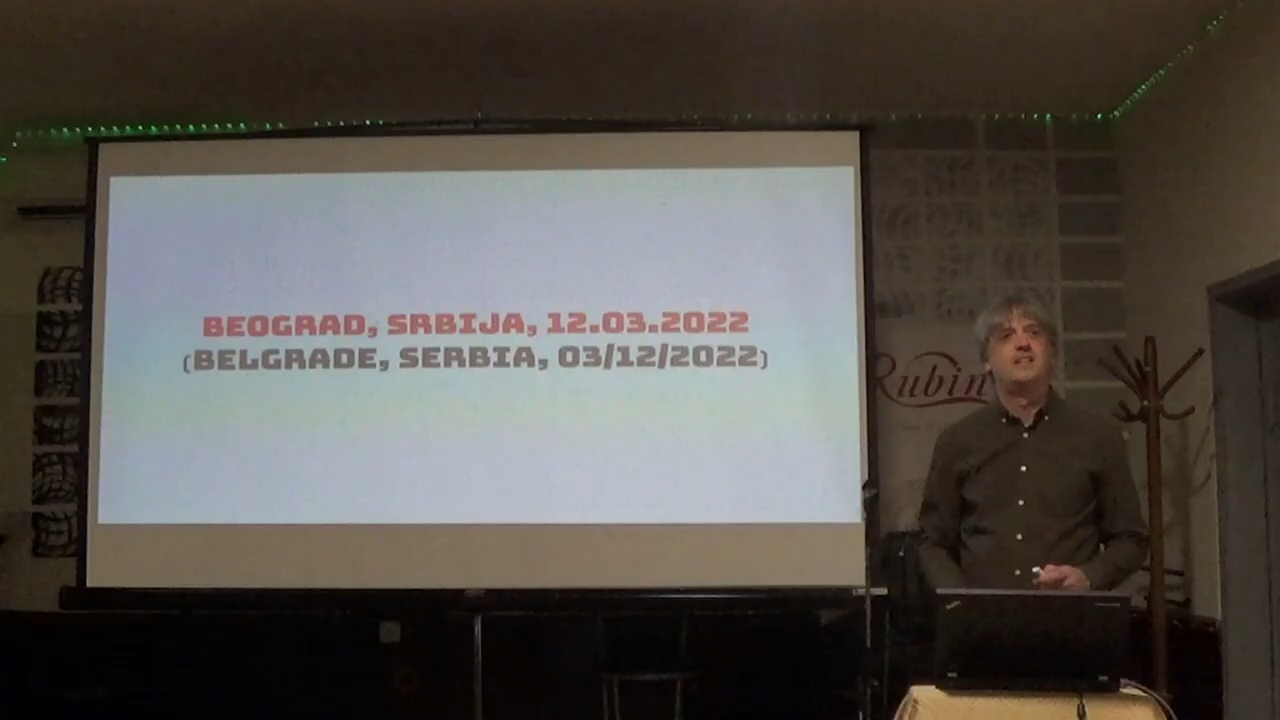 BEOGRAD, SRBIJA, 12.03.2022
(BELGRADE, SERBIA, 03/12/2022)
Rubin